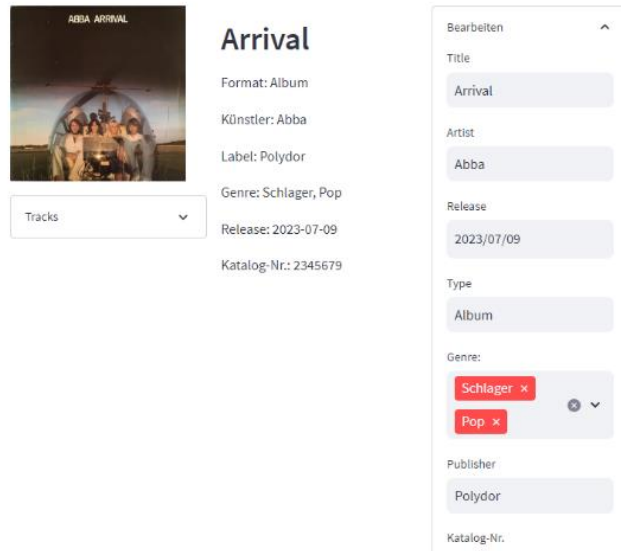 ABBA ARRIVAL
Tracks
Arrival
Format: Album
Künstler: Abba
Label: Polydor
Genre: Schlager, Pop
Release: 2023-07-09
Katalog-Nr.: 2345679
Bearbeiten
Title
Arrival
Artist
Abba
Release
2023/07/09
Type
Album
Genre:
Schlager ×
Pop ×
Publisher
Polydor
Katalog-Nr.